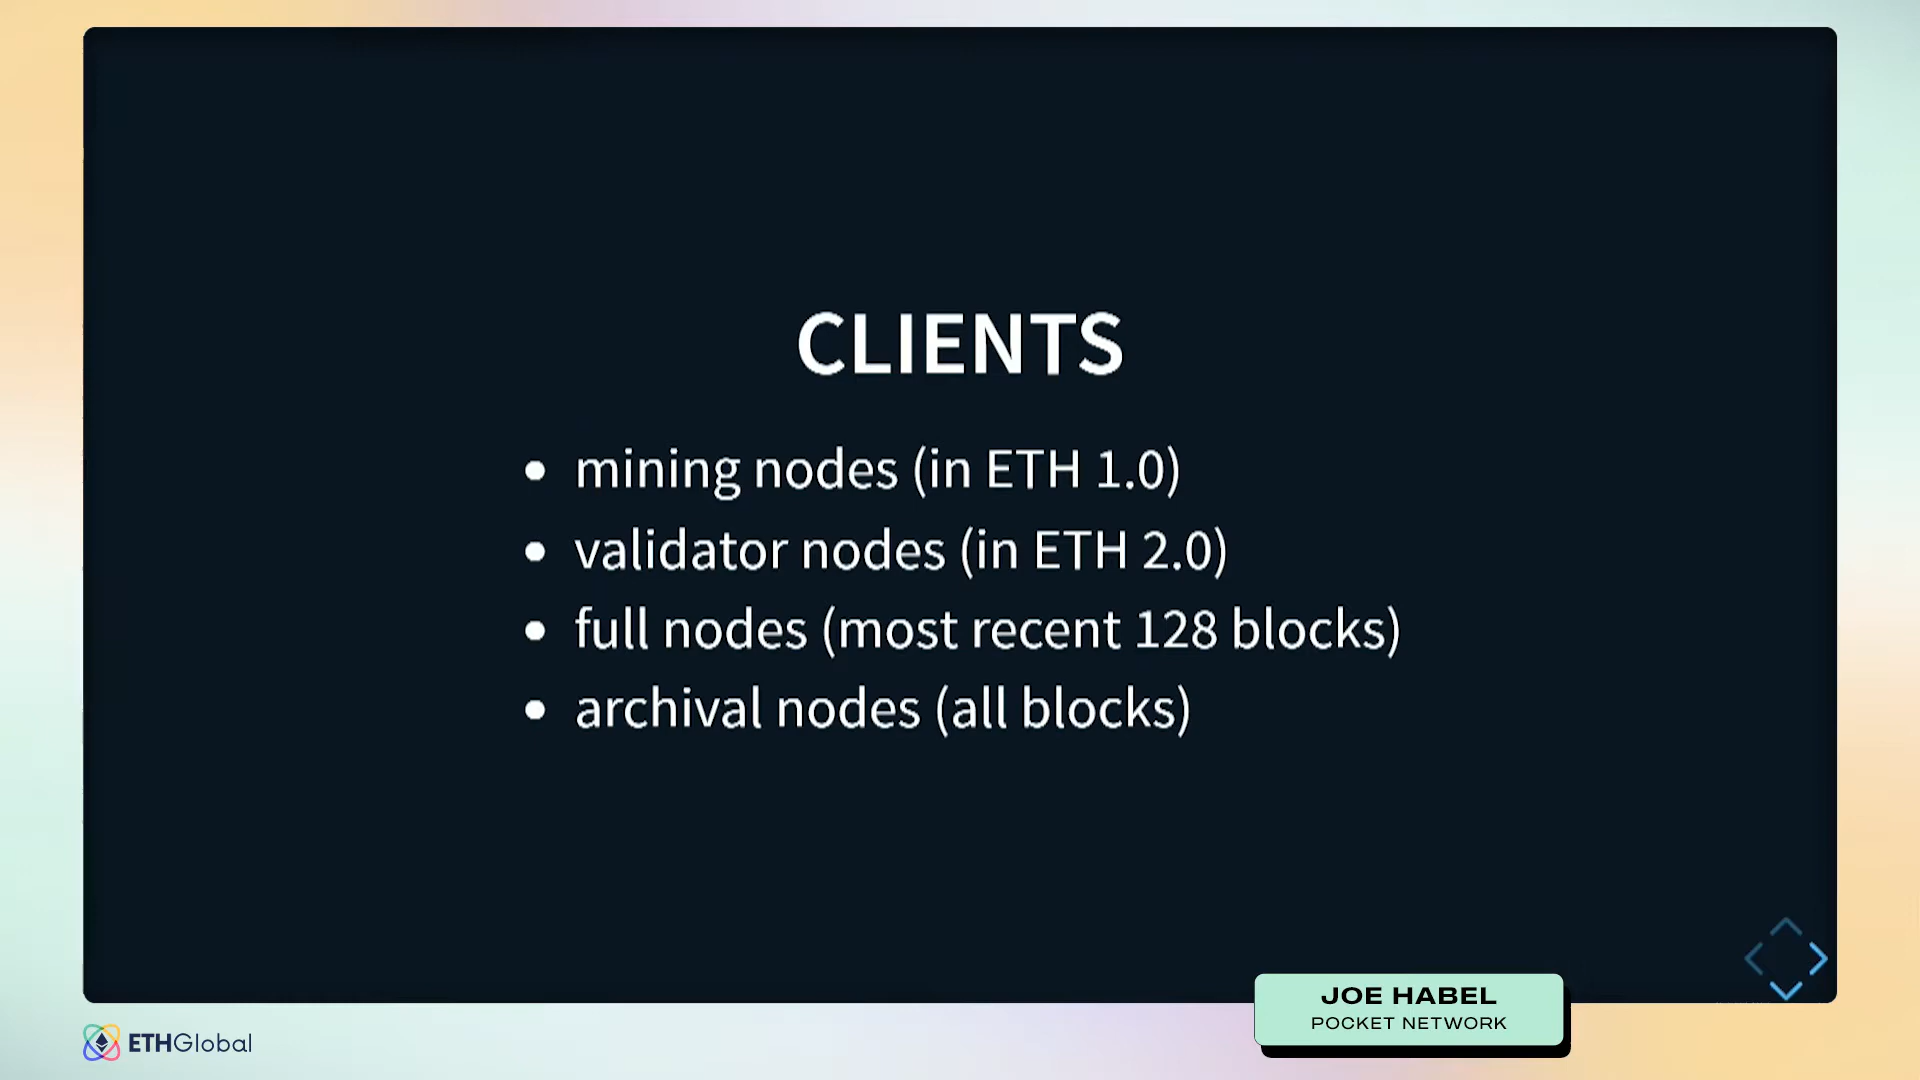 CLIENTS
• mining nodes (in ETH 1.0)
• validator nodes (in ETH 2.0)
• full nodes (most recent 128 blocks)
• archival nodes (all blocks)
JOE HABEL
POCKET NETWORK
ETHGlobal